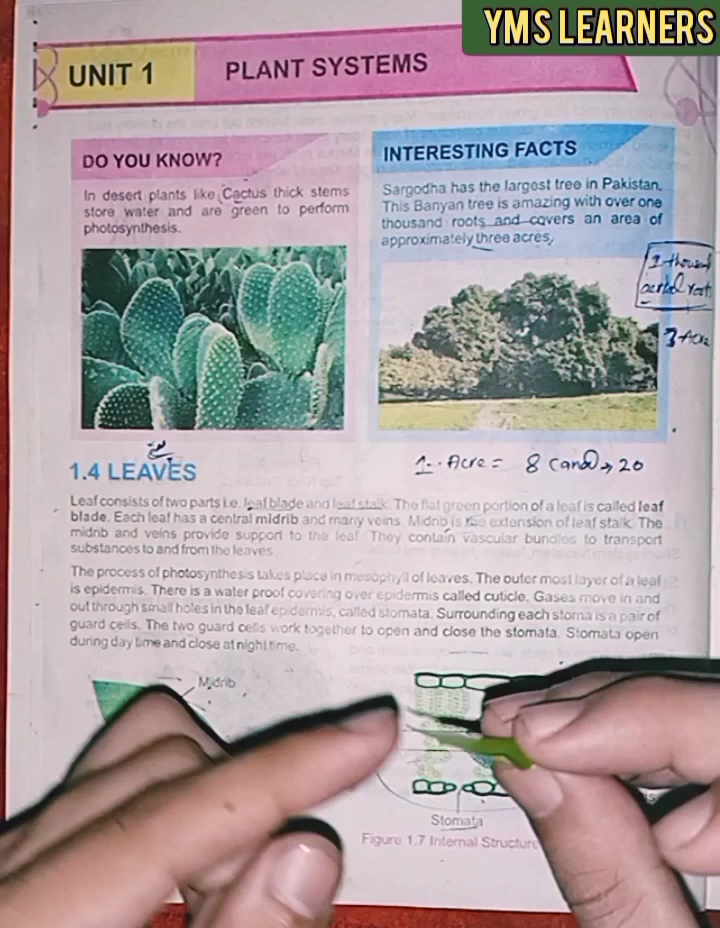 YMS LEARNERS
UNIT 1
PLANT SYSTEMS
DO YOU KNOW?
In desert plants like Cactus thick stems
store water and are green to perform
photosynthesis.
INTERESTING FACTS
Sargodha has the largest tree in Pakistan.
This Banyan tree is amazing with over one
thousand roots and covers an area of
approximately three acres,
1 thousand
aerial roots
3 Acre
1 Acre = 8 Canal → 20
1.4 LEAVES
Leaf consists of two parts i.e. leaf blade and leaf stalk. The flat green portion of a leaf is called leaf
blade. Each leaf has a central midrib and many veins. Midrib is the extension of leaf stalk. The
midrib and veins provide support to the leaf. They contain vascular bundles to transport
substances to and from the leaves.
The process of photosynthesis takes place in mesophyll of leaves. The outer most layer of a leaf
is epidermis. There is a water proof covering over epidermis called cuticle. Gases move in and
out through small holes in the leaf epidermis, called stomata. Surrounding each stoma is a pair of
guard cells. The two guard cells work together to open and close the stomata. Stomata open
during day time and close at night time.
Midrib
Stomata
Figure 1.7 Internal Structure